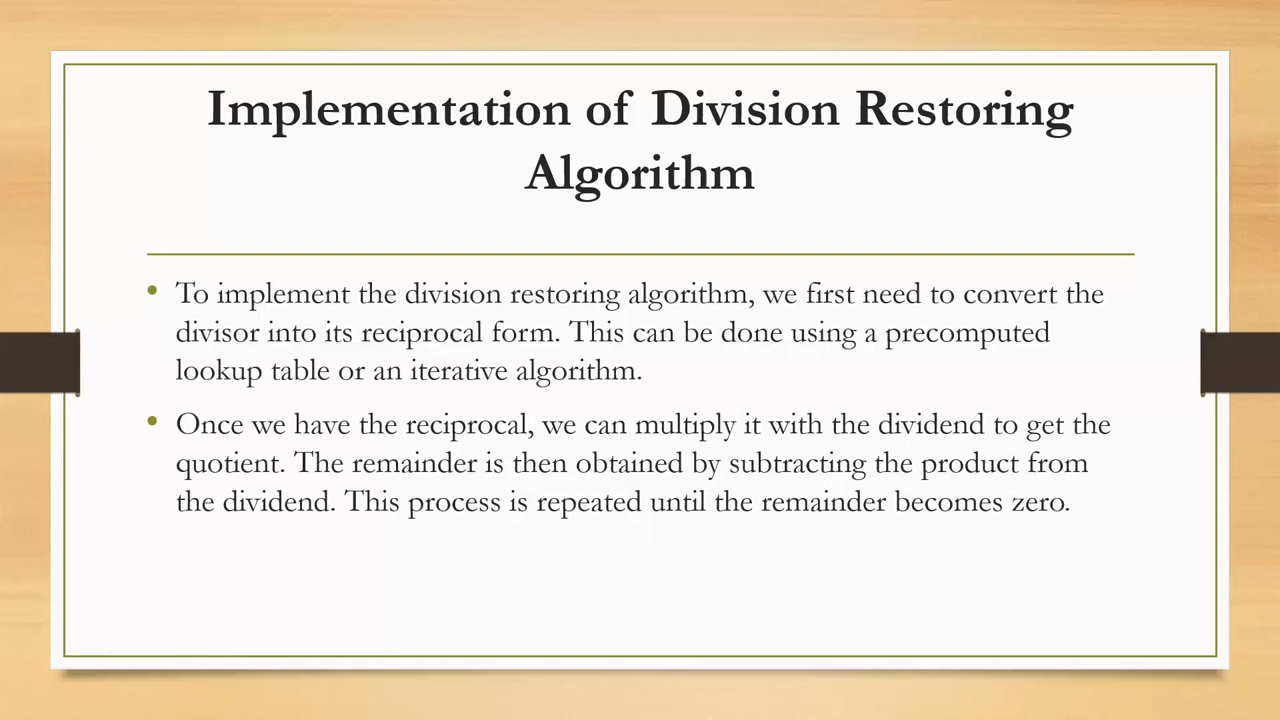 Implementation of Division Restoring
Algorithm
• To implement the division restoring algorithm, we first need to convert the
divisor into its reciprocal form. This can be done using a precomputed
lookup table or an iterative algorithm.
• Once we have the reciprocal, we can multiply it with the dividend to get the
quotient. The remainder is then obtained by subtracting the product from
the dividend. This process is repeated until the remainder becomes zero.